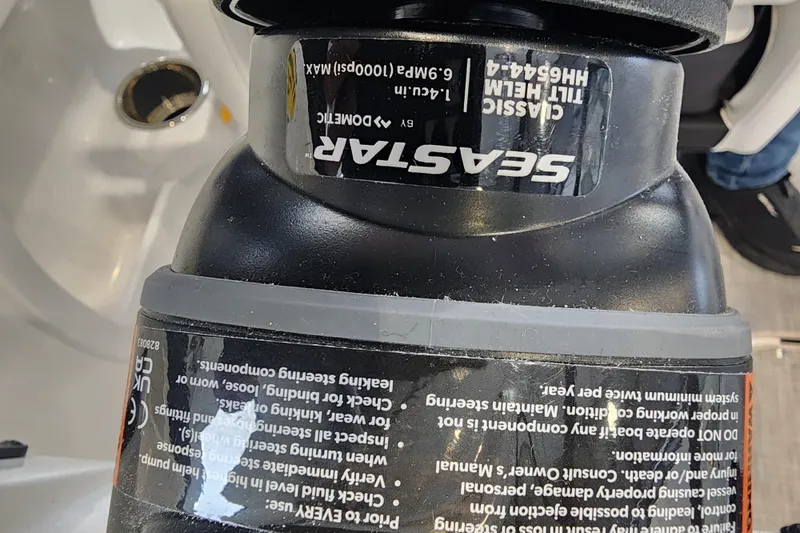 Failure to adhere may result in loss of steering
control, leading to possible ejection from
vessel causing property damage, personal
injury and/or death. Consult Owner's Manual
for more information.
DO NOT operate boat if any component is not
in proper working condition. Maintain steering
system minimum twice per year.
Prior to EVERY use:
• Check fluid level in highest helm pump.
• Verify immediate steering response
when turning steering wheel(s)
• inspect all steering hoses and fittings
for wear, kinking or leaks.
• Check for binding, loose, worn or
leaking steering components.
CE
UK
CA
828083
SEASTAR™
BY DOMETIC
CLASSIC
TILT HELM
HH6544-4
1.4cu.in
6.9MPa (1000psi) MAX.